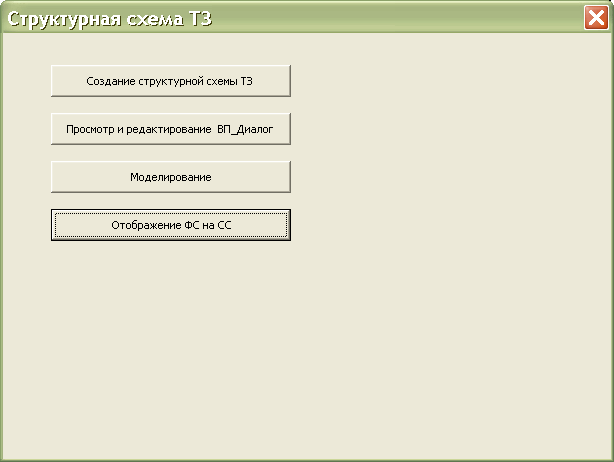 Структурная схема ТЗ
Создание структурной схемы ТЗ
Просмотр и редактирование ВП_Диалог
Моделирование
Отображение ФС на СС